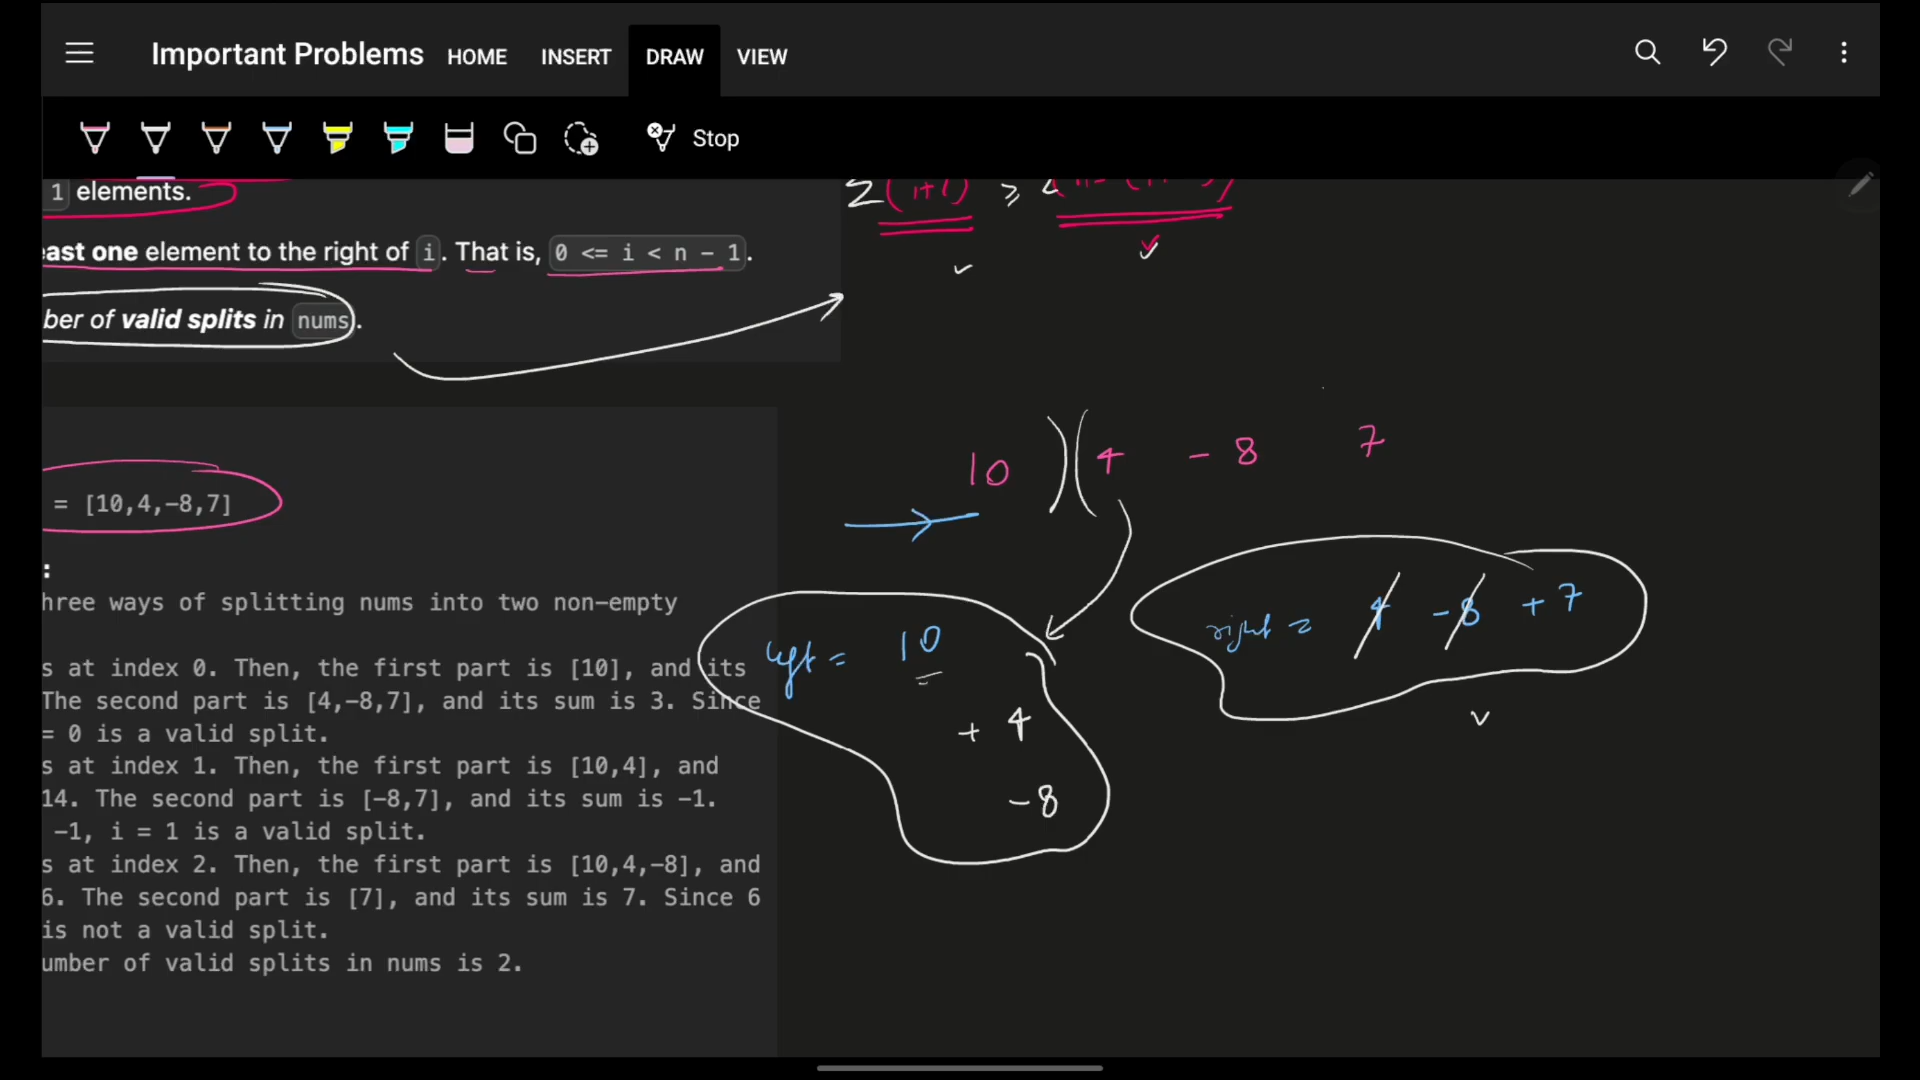 Important Problems HOME INSERT DRAW VIEW
Stop
1 elements.
east one element to the right of i. That is, 0 <= i < n - 1.
ber of valid splits in nums.
Σ (i+1) ≥
10 ) ( 4 - 8 7
= [10,4,-8,7]
:
hree ways of splitting nums into two non-empty
s at index 0. Then, the first part is [10], and its
The second part is [4,-8,7], and its sum is 3. Since
= 0 is a valid split.
s at index 1. Then, the first part is [10,4], and
14. The second part is [-8,7], and its sum is -1.
-1, i = 1 is a valid split.
s at index 2. Then, the first part is [10,4,-8], and
6. The second part is [7], and its sum is 7. Since 6
is not a valid split.
umber of valid splits in nums is 2.
left = 10
+ 4
-8
right = 4 -8 +7